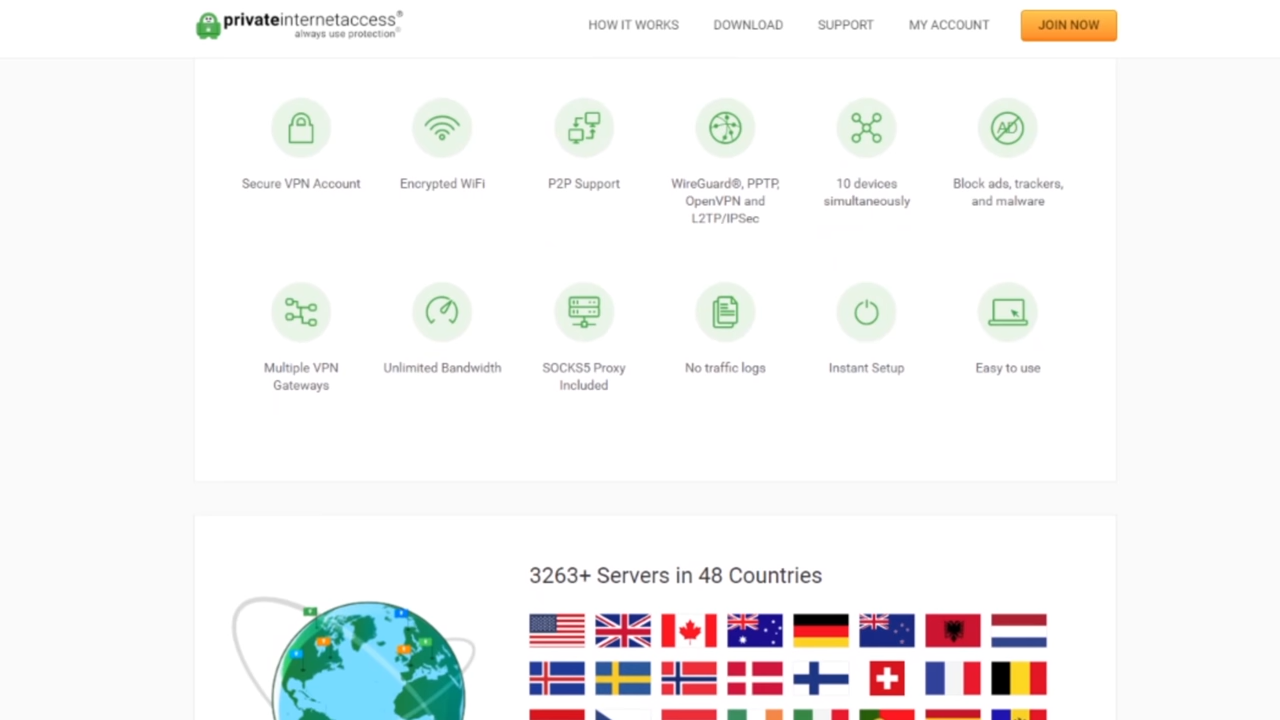 privateinternetaccess®
always use protection®
HOW IT WORKS
DOWNLOAD
SUPPORT
MY ACCOUNT
JOIN NOW
Secure VPN Account
Encrypted WiFi
P2P Support
WireGuard®, PPTP,
OpenVPN and
L2TP/IPSec
10 devices
simultaneously
AD
Block ads, trackers,
and malware
Multiple VPN
Gateways
Unlimited Bandwidth
SOCKS5 Proxy
Included
No traffic logs
Instant Setup
Easy to use
3263+ Servers in 48 Countries